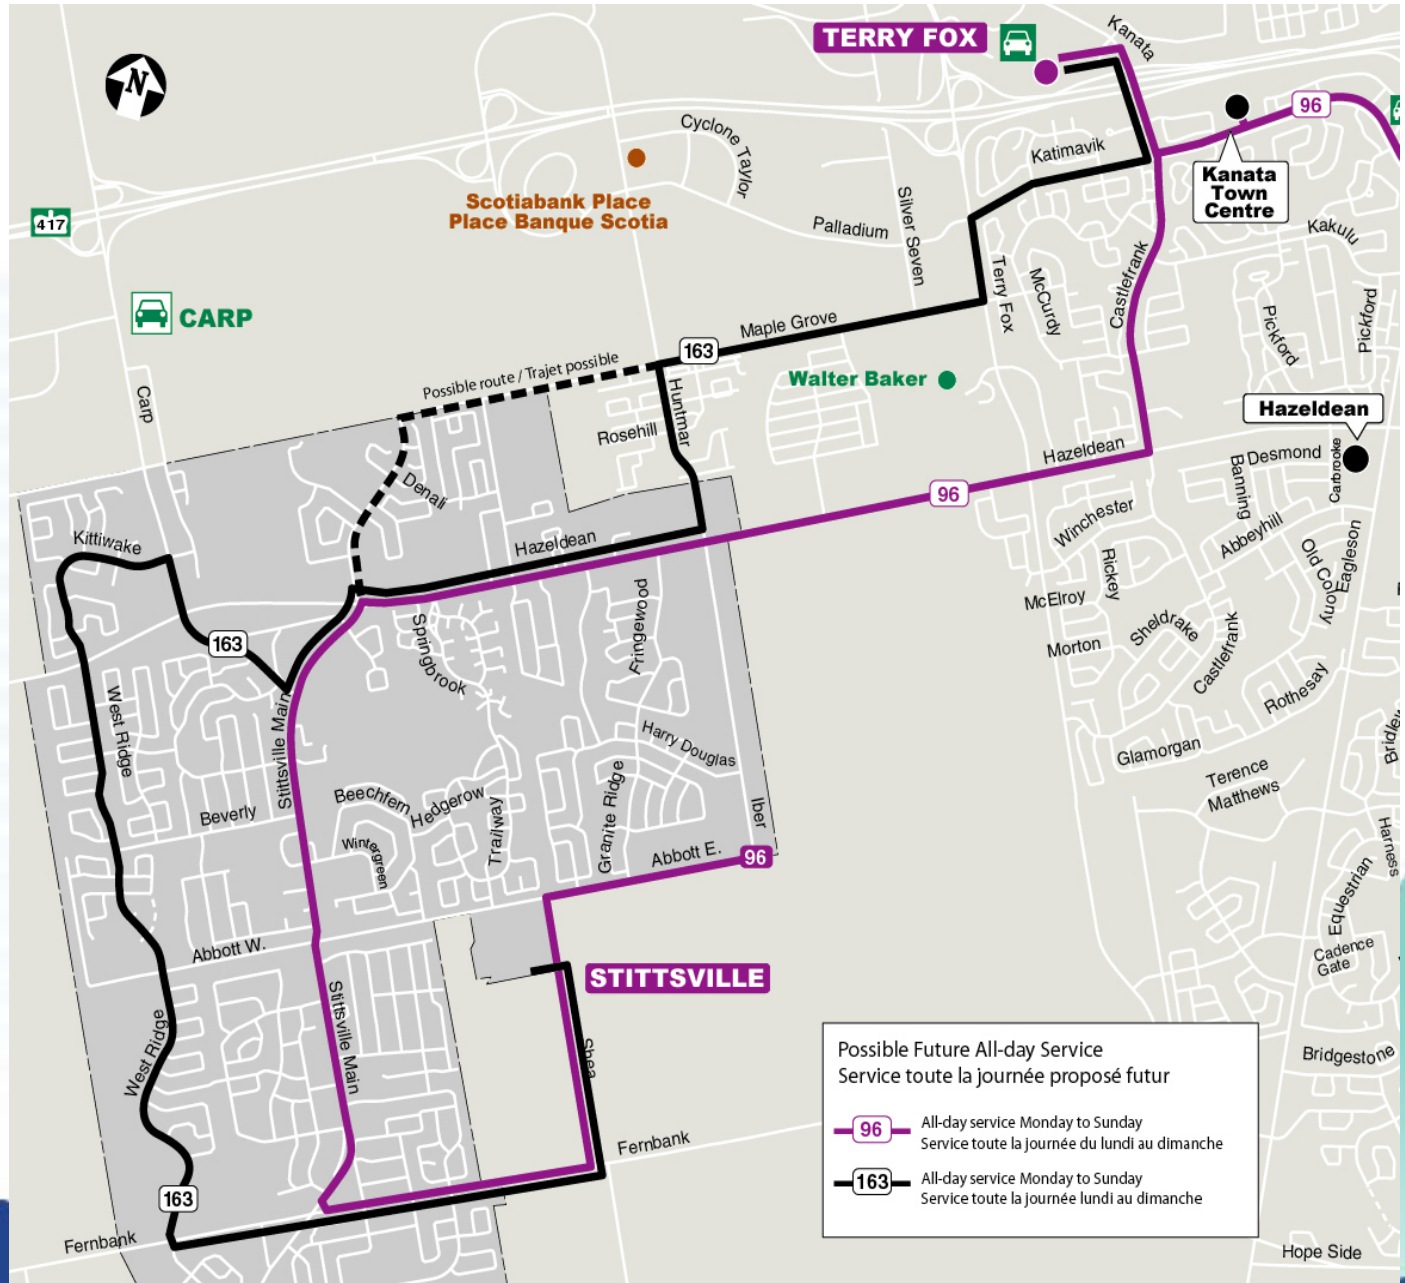 TERRY FOX
Kanata
N
96
Cyclone Taylor
Katimavik
Kanata
Town
Centre
Scotiabank Place
Place Banque Scotia
Silver Seven
417
Palladium
Kakulu
Castlefrank
Terry Fox
McCurdy
CARP
Pickford
Pickford
Maple Grove
163
Possible route / Trajet possible
Walter Baker
Carp
Huntmar
Hazeldean
Rosehill
Hazeldean
Desmond
Carbrooke
Banning
Denali
96
Winchester
Abbeyhill
Hazeldean
Kittiwake
Old Colony
Eagleson
Rickey
McElroy
Fringewood
Springbrook
Sheldrake
Castlefrank
163
Morton
Rothesay
West Ridge
Stittsville Main
Harry Douglas
Glamorgan
Terence
Matthews
Beechfern
Hedgerow
Granite Ridge
Trailway
Iber
Beverly
Wintergreen
Harness
Abbott E.
96
Equestrian
Abbott W.
Cadence
Gate
STITTSVILLE
Stittsville Main
West Ridge
Shea
Bridgestone
Possible Future All-day Service
Service toute la journée proposé futur
96
All-day service Monday to Sunday
Service toute la journée du lundi au dimanche
Fernbank
163
All-day service Monday to Sunday
Service toute la journée lundi au dimanche
163
Fernbank
Hope Side